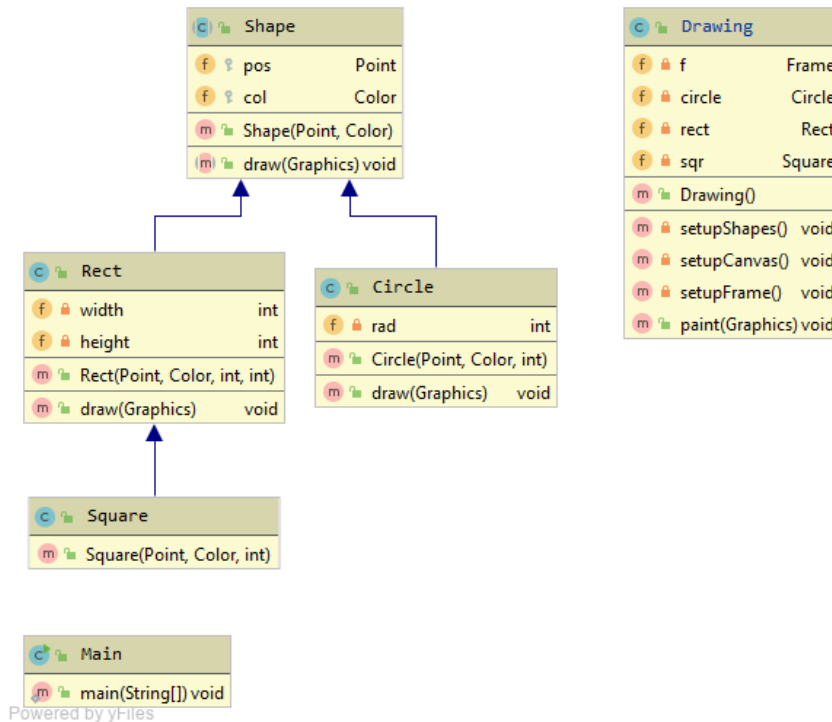 Shape
pos Point
col Color
Shape(Point, Color)
draw(Graphics) void
Drawing
f Frame
circle Circle
rect Rect
sqr Square
Drawing()
setupShapes() void
setupCanvas() void
setupFrame() void
paint(Graphics) void
Rect
width int
height int
Rect(Point, Color, int, int)
draw(Graphics) void
Circle
rad int
Circle(Point, Color, int)
draw(Graphics) void
Square
Square(Point, Color, int)
Main
main(String[]) void
Powered by yFiles